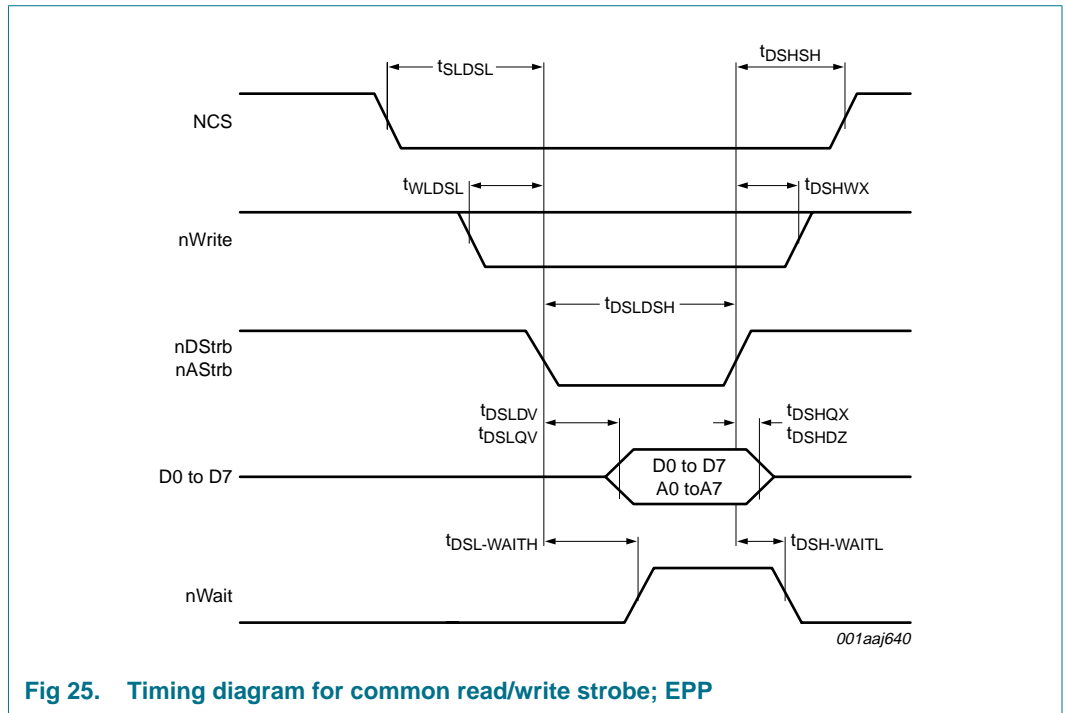 tSLDSL
tDSHSH
NCS
tWLDSL
tDSHWX
nWrite
tDSLDSH
nDStrb
nAStrb
tDSLDV
tDSLQV
tDSHQX
tDSHDZ
D0 to D7
D0 to D7
A0 toA7
tDSL-WAITH
tDSH-WAITL
nWait
001aaj640
Fig 25. Timing diagram for common read/write strobe; EPP